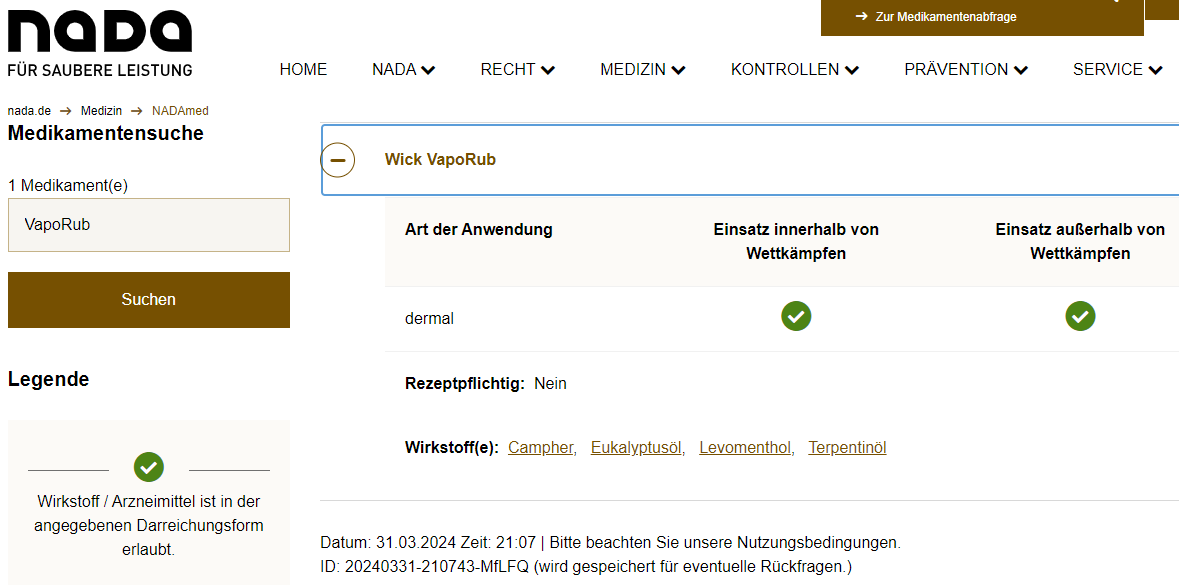 nada
FÜR SAUBERE LEISTUNG
→ Zur Medikamentenabfrage
HOME NADA RECHT MEDIZIN KONTROLLEN PRÄVENTION SERVICE
nada.de → Medizin → NADAmed
Medikamentensuche
1 Medikament(e)
VapoRub
Suchen
Legende
Wirkstoff / Arzneimittel ist in der
angegebenen Darreichungsform
erlaubt.
Wick VapoRub
Art der Anwendung Einsatz innerhalb von Einsatz außerhalb von
Wettkämpfen Wettkämpfen
dermal
Rezeptpflichtig: Nein
Wirkstoff(e): Campher, Eukalyptusöl, Levomenthol, Terpentinöl
Datum: 31.03.2024 Zeit: 21:07 | Bitte beachten Sie unsere Nutzungsbedingungen.
ID: 20240331-210743-MfLFQ (wird gespeichert für eventuelle Rückfragen.)